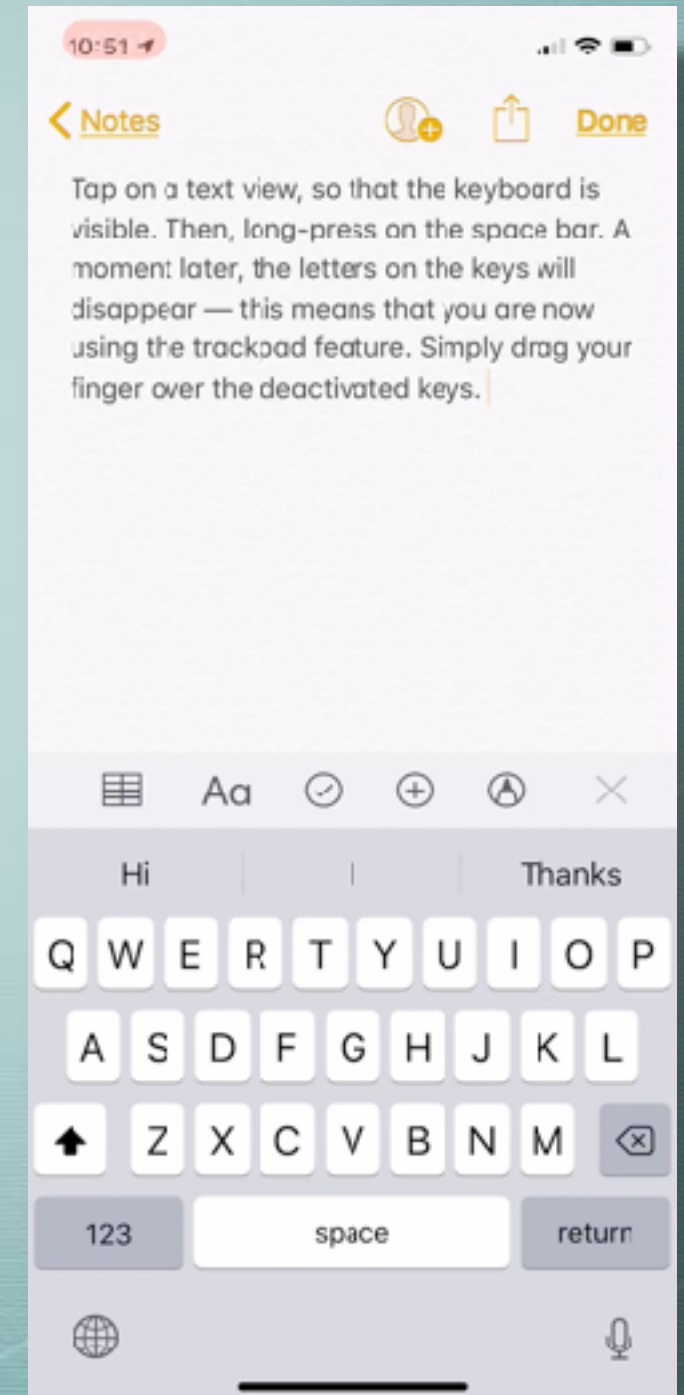 10:51
Notes
Done
Tap on a text view, so that the keyboard is
visible. Then, long-press on the space bar. A
moment later, the letters on the keys will
disappear — this means that you are now
using the trackpad feature. Simply drag your
finger over the deactivated keys.
Aa
Hi I Thanks
Q W E R T Y U I O P
A S D F G H J K L
Z X C V B N M
123 space return